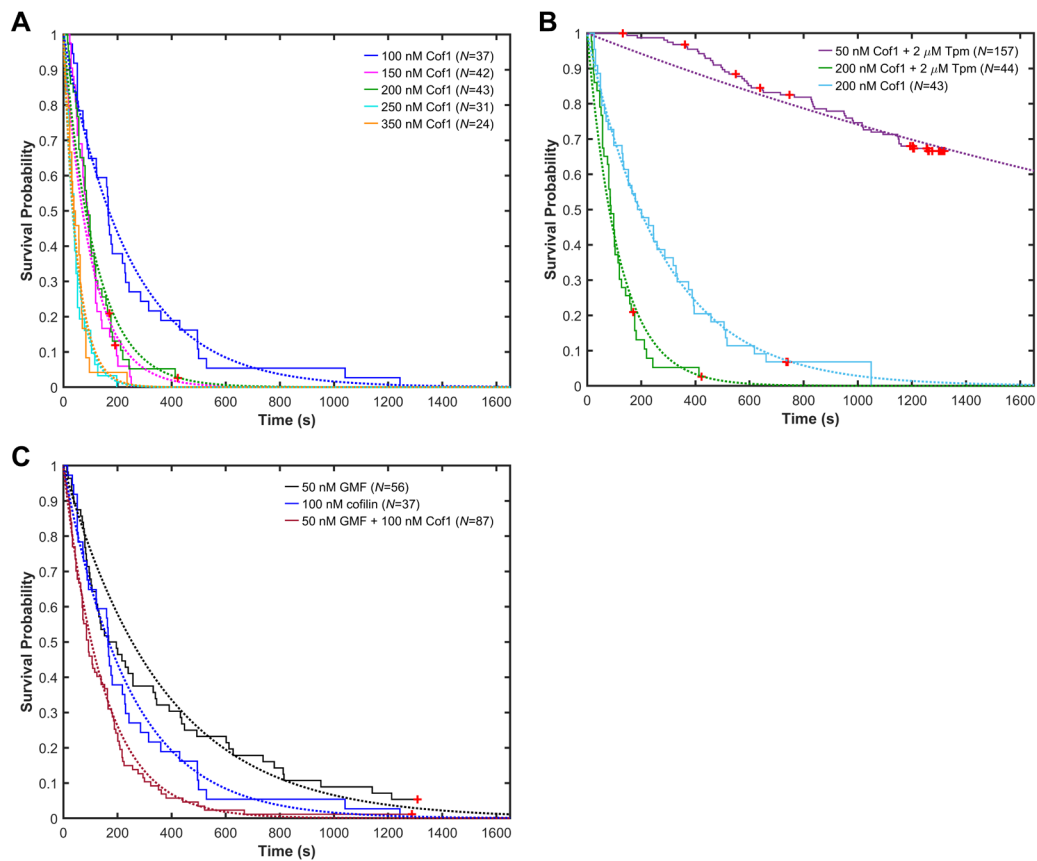 A
1
0.9
0.8
0.7
0.6
0.5
0.4
0.3
0.2
0.1
0
Survival Probability
100 nM Cof1 (N=37)
150 nM Cof1 (N=42)
200 nM Cof1 (N=43)
250 nM Cof1 (N=31)
350 nM Cof1 (N=24)
0 200 400 600 800 1000 1200 1400 1600
Time (s)
B
1
0.9
0.8
0.7
0.6
0.5
0.4
0.3
0.2
0.1
0
Survival Probability
50 nM Cof1 + 2 μM Tpm (N=157)
200 nM Cof1 + 2 μM Tpm (N=44)
200 nM Cof1 (N=43)
0 200 400 600 800 1000 1200 1400 1600
Time (s)
C
1
0.9
0.8
0.7
0.6
0.5
0.4
0.3
0.2
0.1
0
Survival Probability
50 nM GMF (N=56)
100 nM cofilin (N=37)
50 nM GMF + 100 nM Cof1 (N=87)
0 200 400 600 800 1000 1200 1400 1600
Time (s)